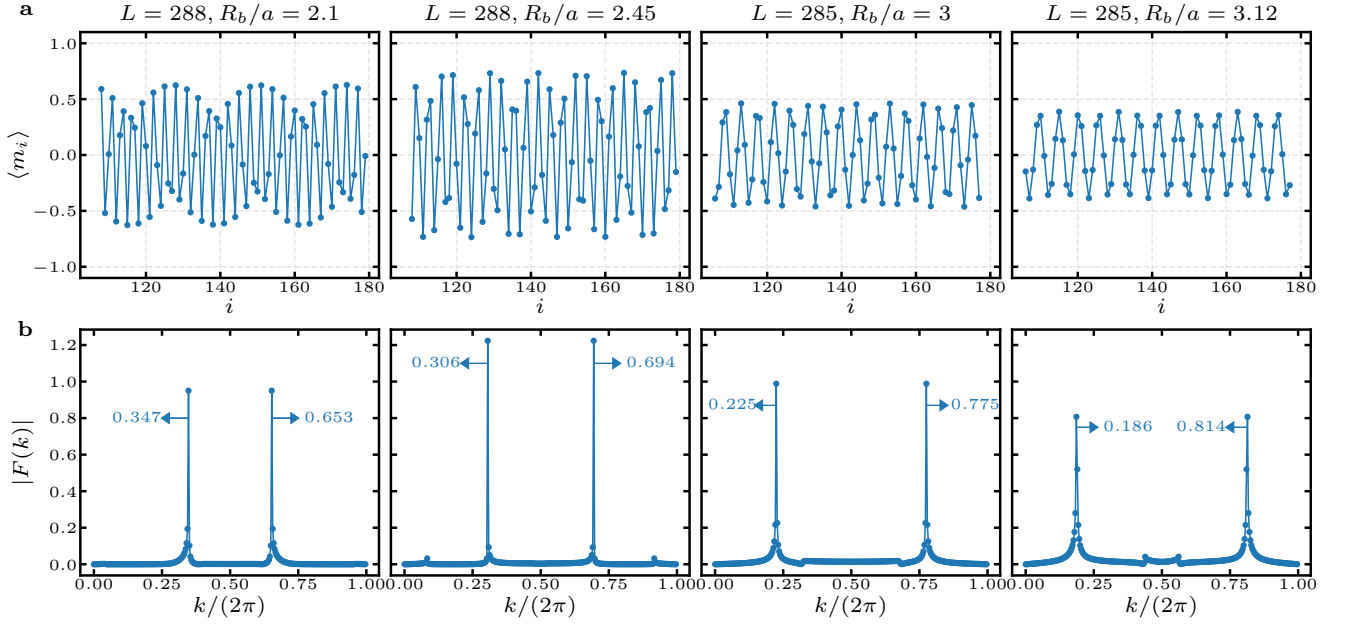 a
L = 288, R_b/a = 2.1
L = 288, R_b/a = 2.45
L = 285, R_b/a = 3
L = 285, R_b/a = 3.12
⟨m_i⟩
1.0
0.5
0.0
−0.5
−1.0
120 140 160 180
120 140 160 180
120 140 160 180
120 140 160 180
i
i
i
i
b
|F(k)|
1.2
1.0
0.8
0.6
0.4
0.2
0.0
0.347
0.653
0.306
0.694
0.225
0.775
0.186
0.814
0.00 0.25 0.50 0.75 1.00
0.00 0.25 0.50 0.75 1.00
0.00 0.25 0.50 0.75 1.00
0.00 0.25 0.50 0.75 1.00
k/(2π)
k/(2π)
k/(2π)
k/(2π)